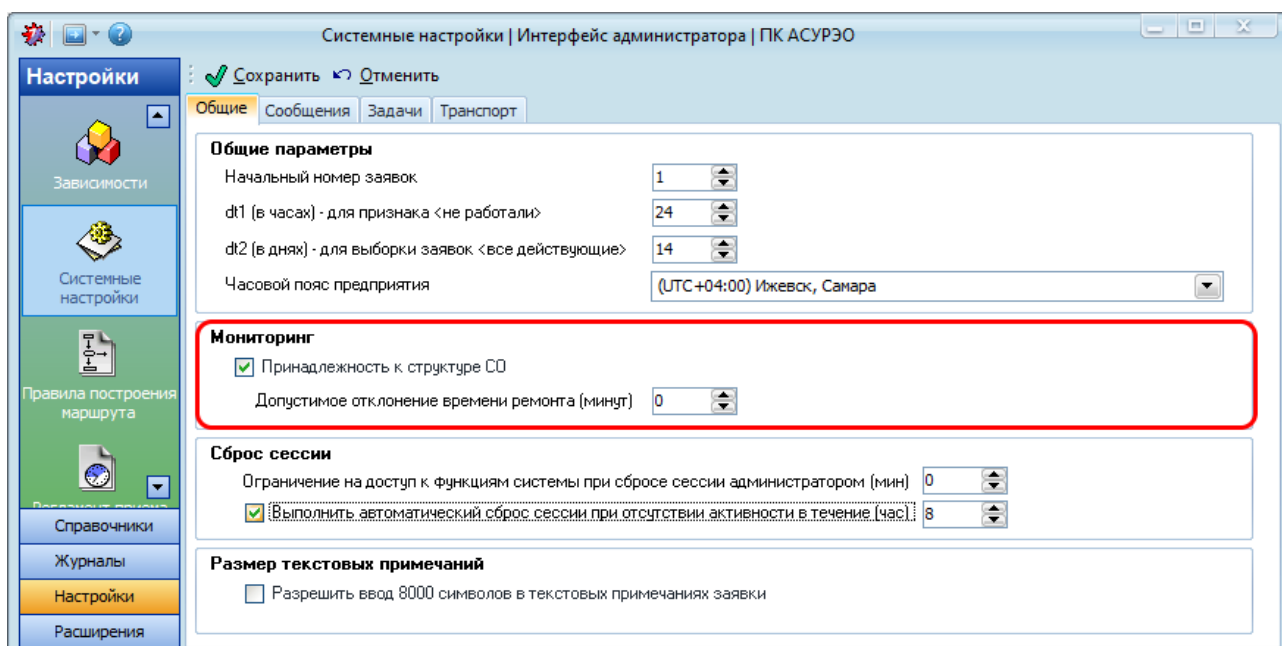 Системные настройки | Интерфейс администратора | ПК АСУРЭО
Настройки
Сохранить Отменить
Общие Сообщения Задачи Транспорт
Зависимости
Системные
настройки
Правила построения
маршрута
Справочники
Журналы
Настройки
Расширения
Общие параметры
Начальный номер заявок 1
dt1 (в часах) - для признака <не работали> 24
dt2 (в днях) - для выборки заявок <все действующие> 14
Часовой пояс предприятия (UTC+04:00) Ижевск, Самара
Мониторинг
Принадлежность к структуре СО
Допустимое отклонение времени ремонта (минут) 0
Сброс сессии
Ограничение на доступ к функциям системы при сбросе сессии администратором (мин) 0
Выполнить автоматический сброс сессии при отсутствии активности в течение (час) 8
Размер текстовых примечаний
Разрешить ввод 8000 символов в текстовых примечаниях заявки